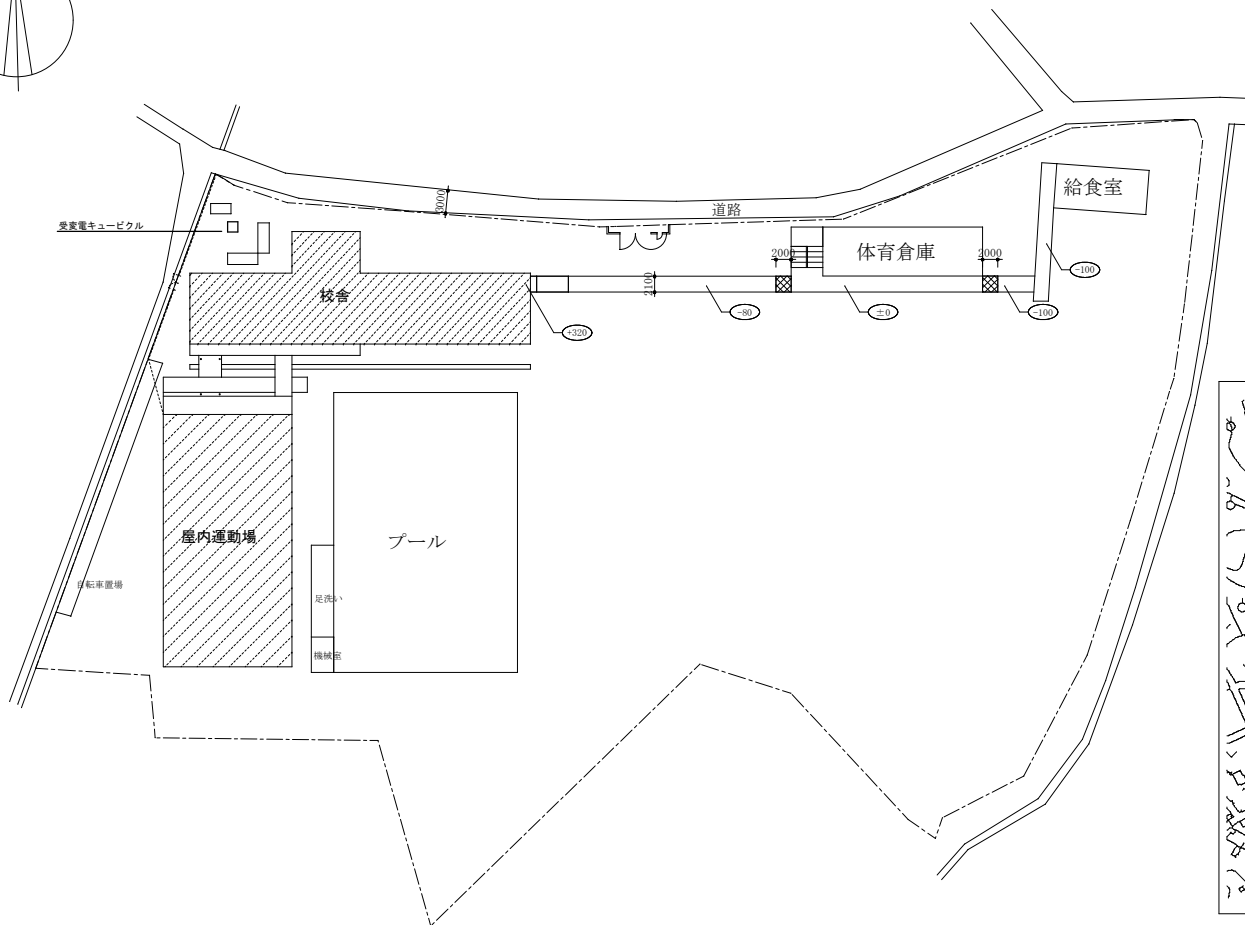 給食室
道路
3000
受変電キュービクル
体育倉庫
2000
2000
-100
2100
校舎
-80
±0
-100
+320
屋内運動場
プール
自転車置場
足洗い
機械室